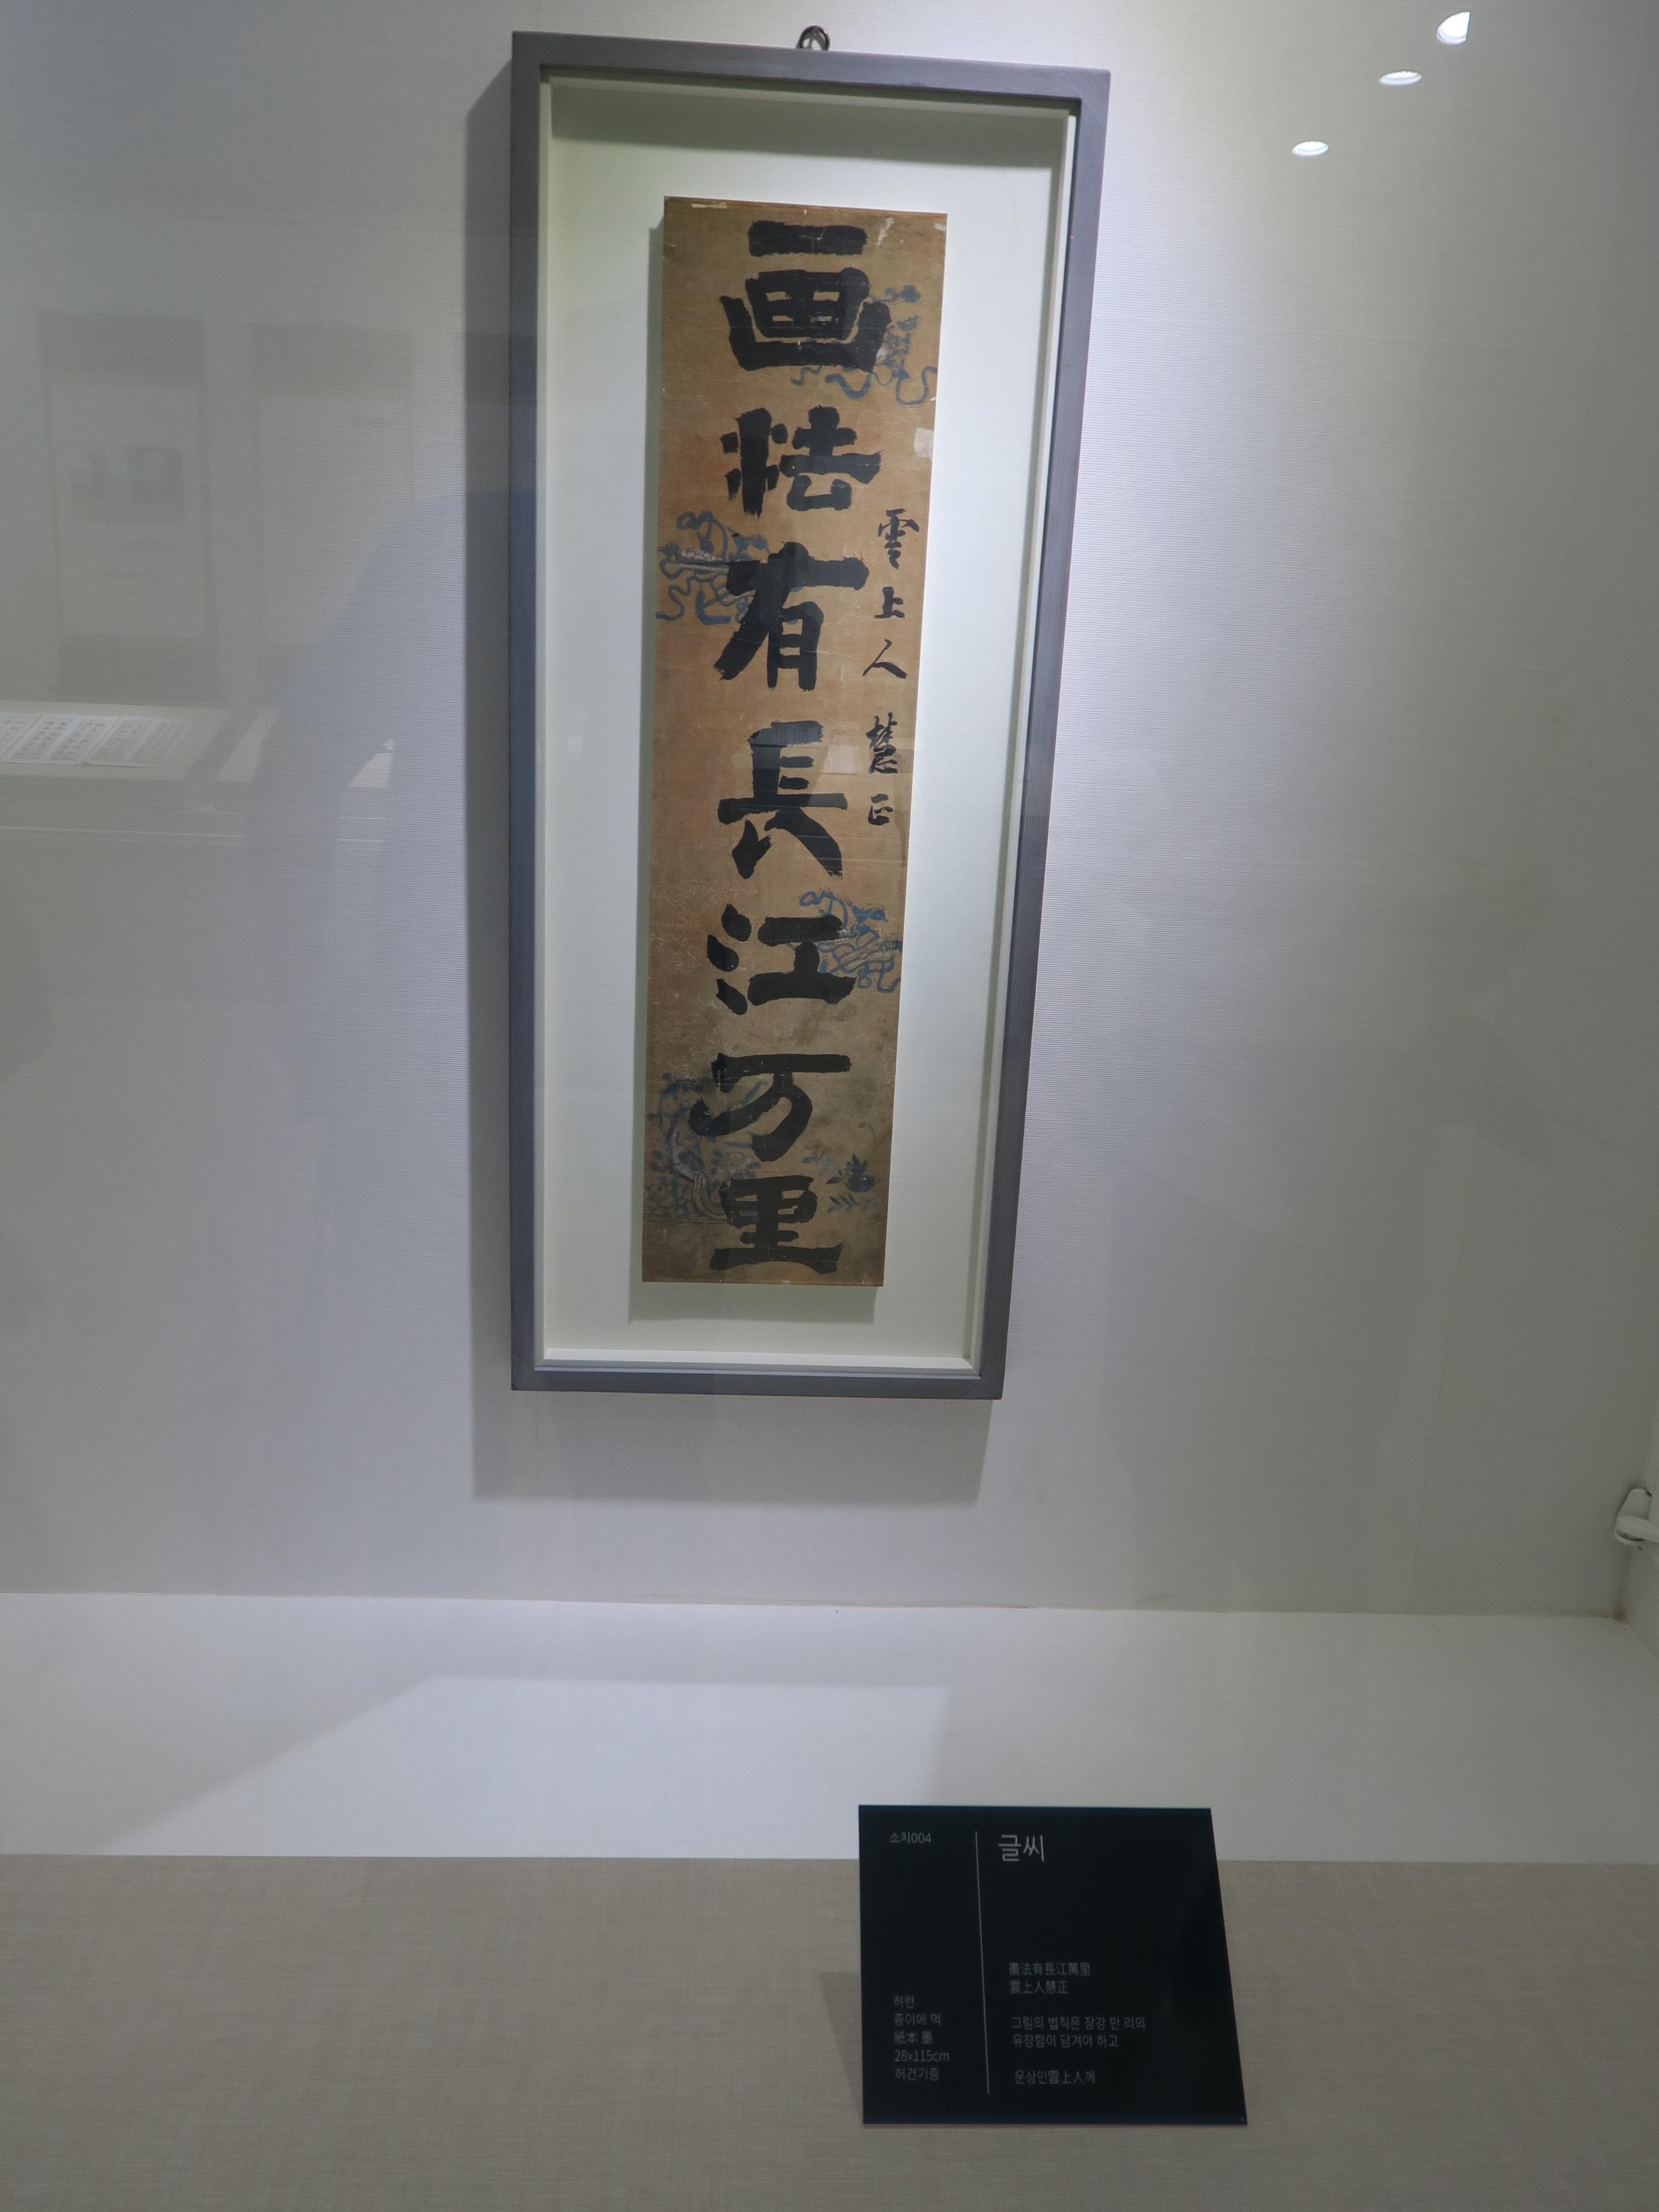 画法有長江万里
雲上人慧正
소치004
글씨
畵法有長江萬里
雲上人慧正
그림의 법칙은 장강 만 리의
유장함이 담겨야 하고
운상인雲上人께
허련
종이에 먹
紙本 墨
28x115cm
허건기증